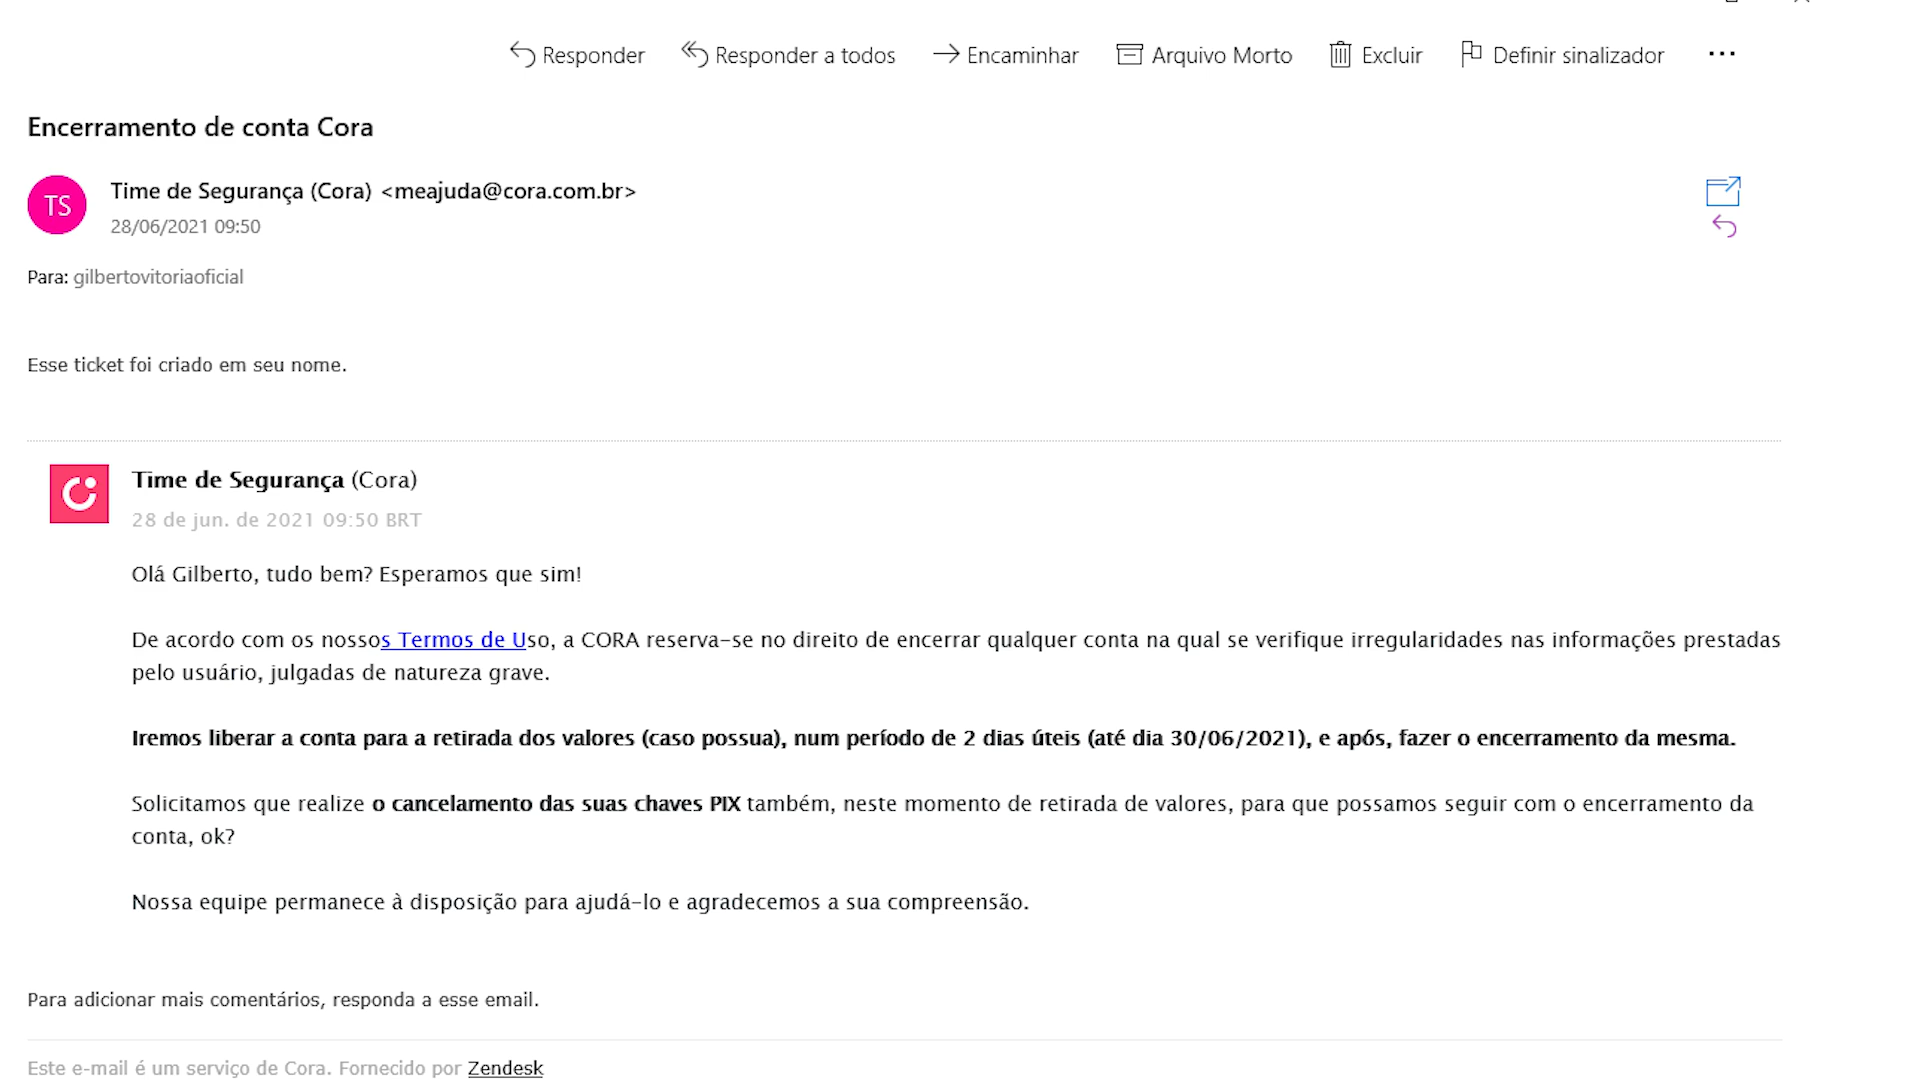 Responder Responder a todos Encaminhar Arquivo Morto Excluir Definir sinalizador ...
Encerramento de conta Cora
TS
Time de Segurança (Cora) <meajuda@cora.com.br>
28/06/2021 09:50
Para: gilbertovitoriaoficial
Esse ticket foi criado em seu nome.
Time de Segurança (Cora)
28 de jun. de 2021 09:50 BRT
Olá Gilberto, tudo bem? Esperamos que sim!
De acordo com os nossos Termos de Uso, a CORA reserva-se no direito de encerrar qualquer conta na qual se verifique irregularidades nas informações prestadas
pelo usuário, julgadas de natureza grave.
Iremos liberar a conta para a retirada dos valores (caso possua), num período de 2 dias úteis (até dia 30/06/2021), e após, fazer o encerramento da mesma.
Solicitamos que realize o cancelamento das suas chaves PIX também, neste momento de retirada de valores, para que possamos seguir com o encerramento da
conta, ok?
Nossa equipe permanece à disposição para ajudá-lo e agradecemos a sua compreensão.
Para adicionar mais comentários, responda a esse email.
Este e-mail é um serviço de Cora. Fornecido por Zendesk